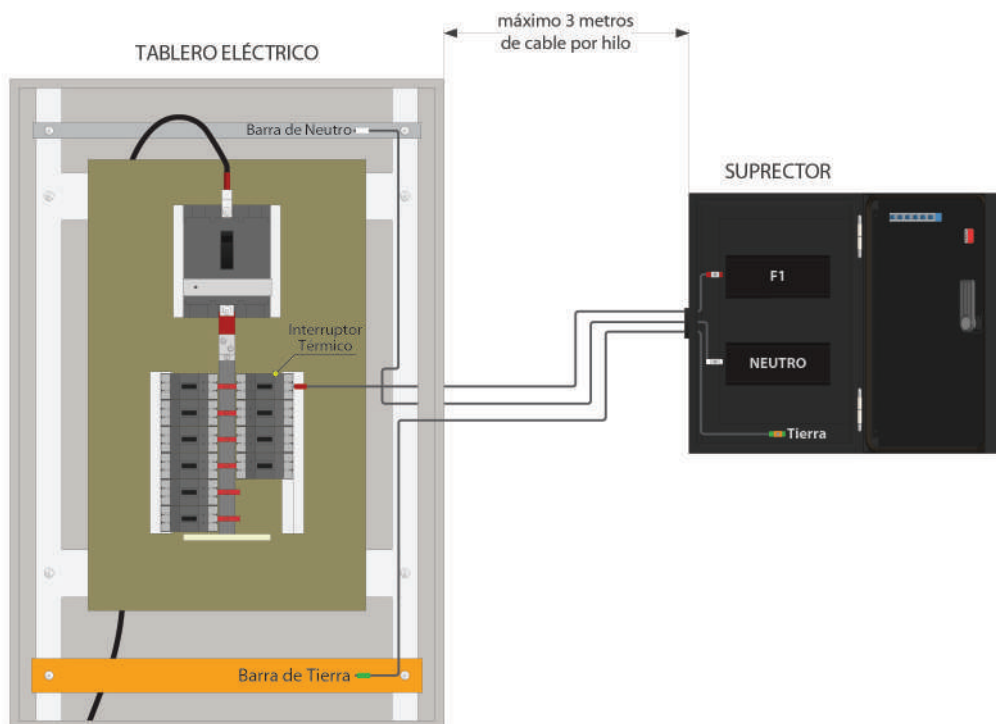 máximo 3 metros
de cable por hilo
TABLERO ELÉCTRICO
Barra de Neutro
SUPRECTOR
F1
Interruptor
Térmico
NEUTRO
Tierra
Barra de Tierra